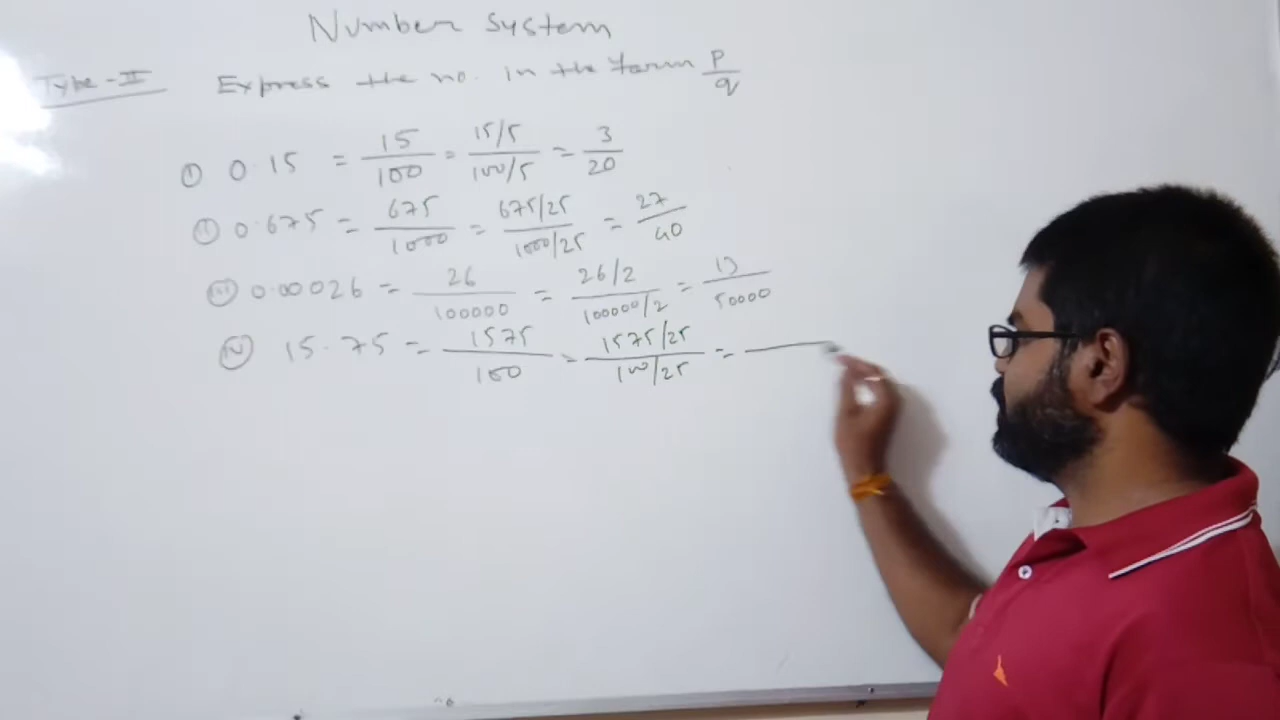 Number System
Type-II Express the no. in the form P/q
(i) 0.15 = 15/100 = 15/5 / 100/5 = 3/20
(ii) 0.675 = 675/1000 = 675/25 / 1000/25 = 27/40
(iii) 0.00026 = 26/100000 = 26/2 / 100000/2 = 13/50000
(iv) 15.75 = 1575/100 = 1575/25 / 100/25 =